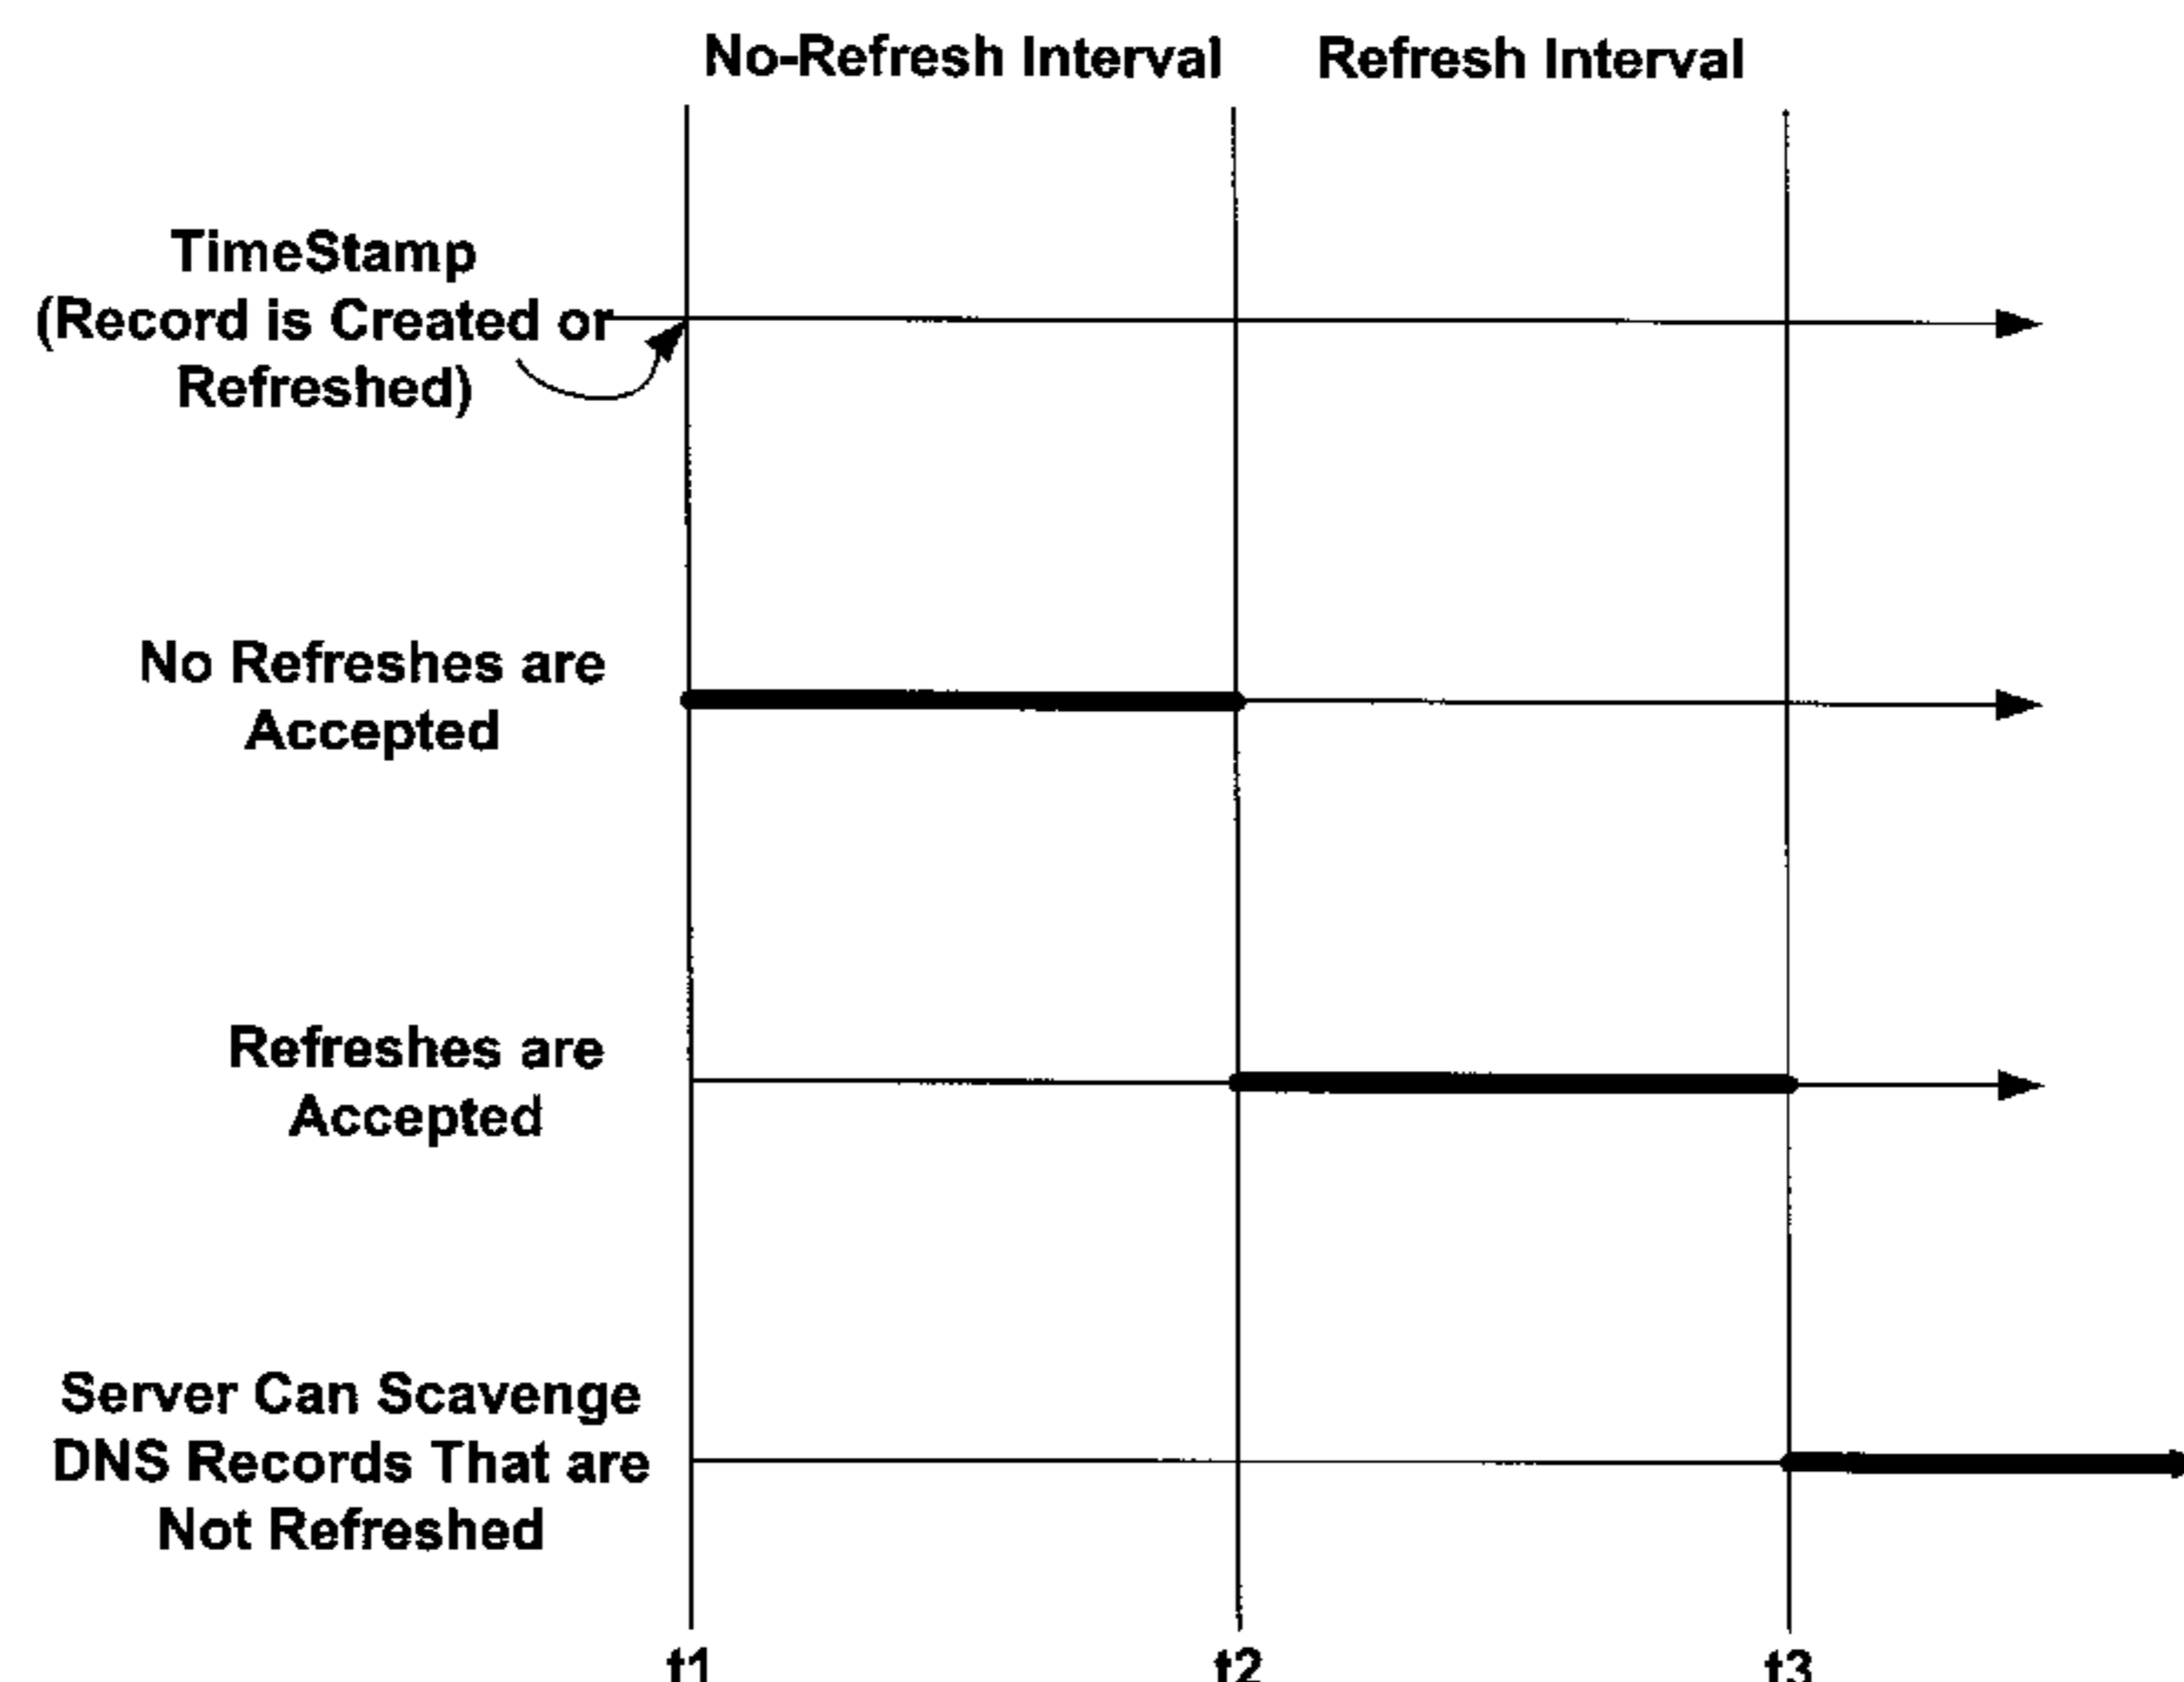 No-Refresh Interval
Refresh Interval
TimeStamp
(Record is Created or
Refreshed)
No Refreshes are
Accepted
Refreshes are
Accepted
Server Can Scavenge
DNS Records That are
Not Refreshed
t1
t2
t3